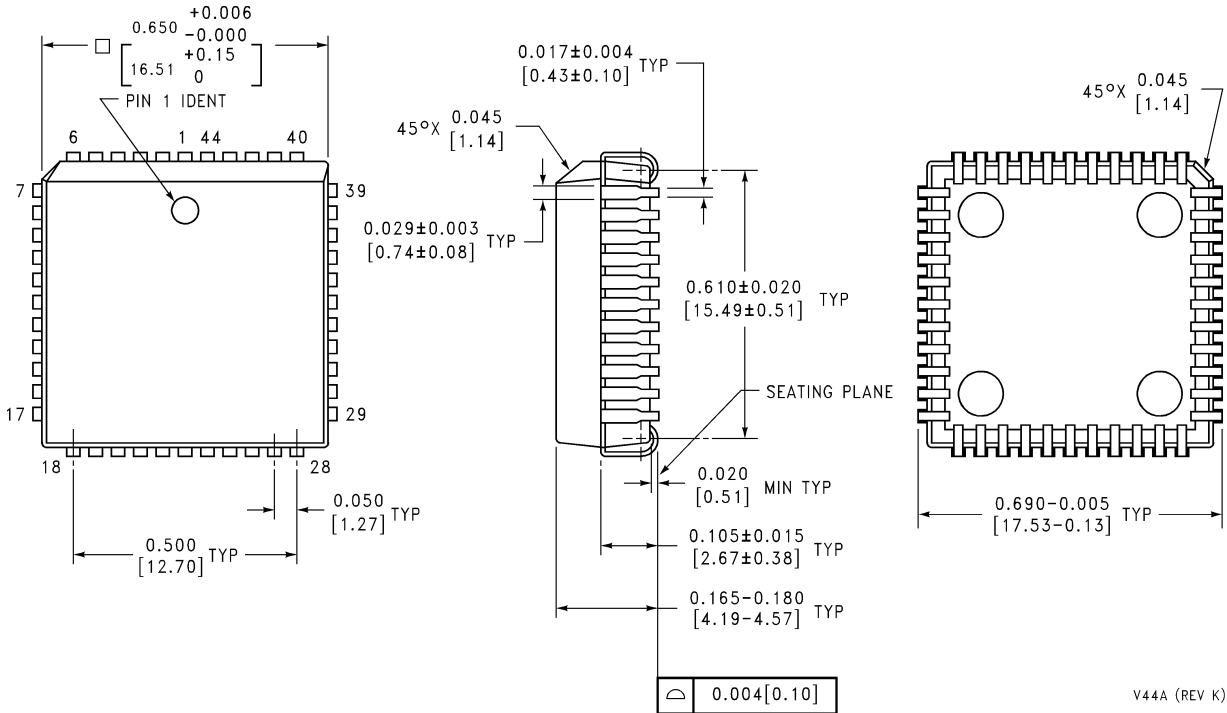 +0.006
0.650 -0.000
+0.15
16.51 0
PIN 1 IDENT
6 1 44 40
7 39
17 29
18 28
0.050
[1.27] TYP
0.500
[12.70] TYP
0.017±0.004
[0.43±0.10] TYP
45°X 0.045
[1.14]
0.029±0.003
[0.74±0.08] TYP
0.610±0.020
[15.49±0.51] TYP
SEATING PLANE
0.020
[0.51] MIN TYP
0.105±0.015
[2.67±0.38] TYP
0.165-0.180
[4.19-4.57] TYP
0.004[0.10]
45°X 0.045
[1.14]
0.690-0.005
[17.53-0.13] TYP
V44A (REV K)